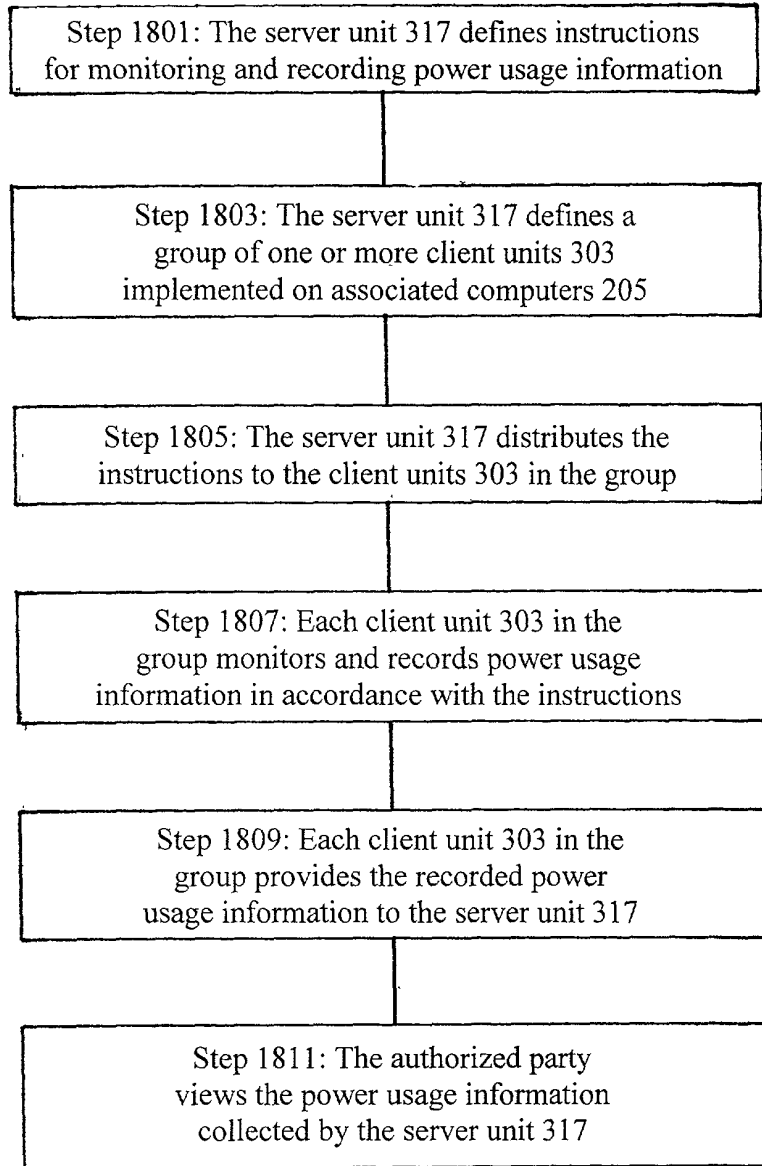 Step 1801: The server unit 317 defines instructions
for monitoring and recording power usage information
Step 1803: The server unit 317 defines a
group of one or more client units 303
implemented on associated computers 205
Step 1805: The server unit 317 distributes the
instructions to the client units 303 in the group
Step 1807: Each client unit 303 in the
group monitors and records power usage
information in accordance with the instructions
Step 1809: Each client unit 303 in the
group provides the recorded power
usage information to the server unit 317
Step 1811: The authorized party
views the power usage information
collected by the server unit 317